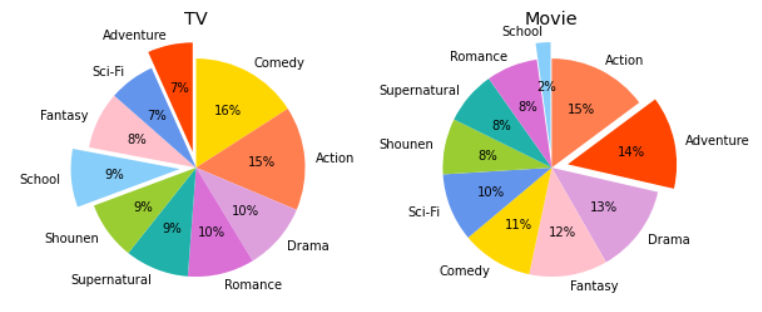 TV
Adventure
7%
Comedy
16%
Action
15%
Drama
10%
Romance
10%
Supernatural
9%
Shounen
9%
School
9%
Fantasy
8%
Sci-Fi
7%
Movie
School
2%
Action
15%
Adventure
14%
Drama
13%
Fantasy
12%
Comedy
11%
Sci-Fi
10%
Shounen
8%
Supernatural
8%
Romance
8%